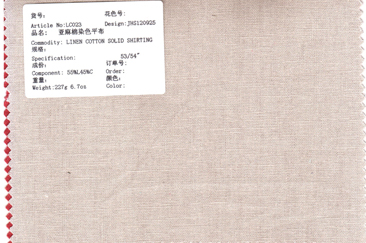 货号:
花色号:
Article No:LC023 Design:JHS120925
品名: 亚麻棉染色平布
Commodity: LINEN COTTON SOLID SHIRTING
规格:
Specification: 53/54"
成份: 订单号:
Component: 55%L45%C Order:
重量: 颜色:
Weight:227g 6.7oz Color: